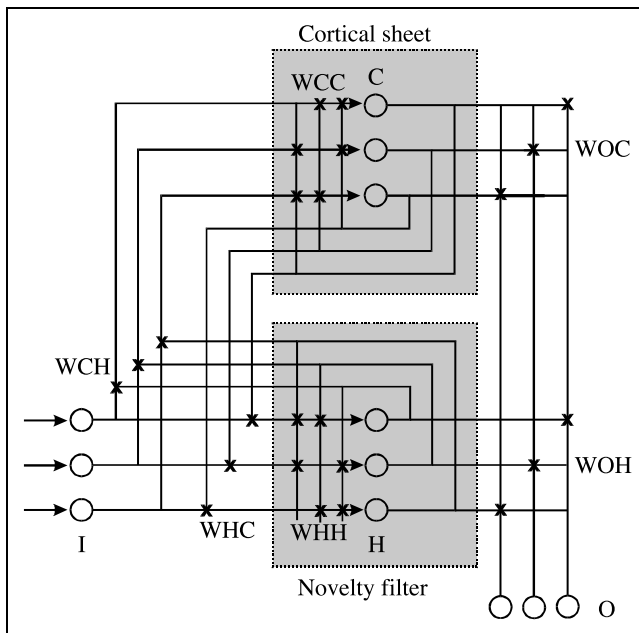 Cortical sheet
WCC
C
WOC
WCH
WOH
WHC
WHH
I
H
Novelty filter
O